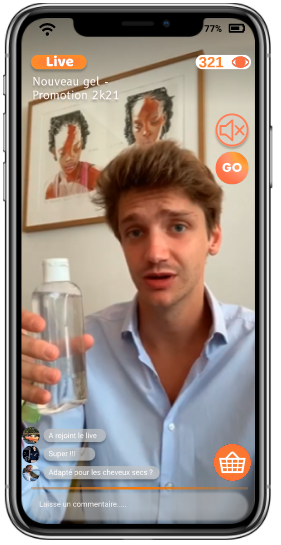 77%
Live
321
Nouveau gel -
Promotion 2k21
GO
A rejoint le live
Super !!!
Adapté pour les cheveux secs ?
Laisse un commentaire....